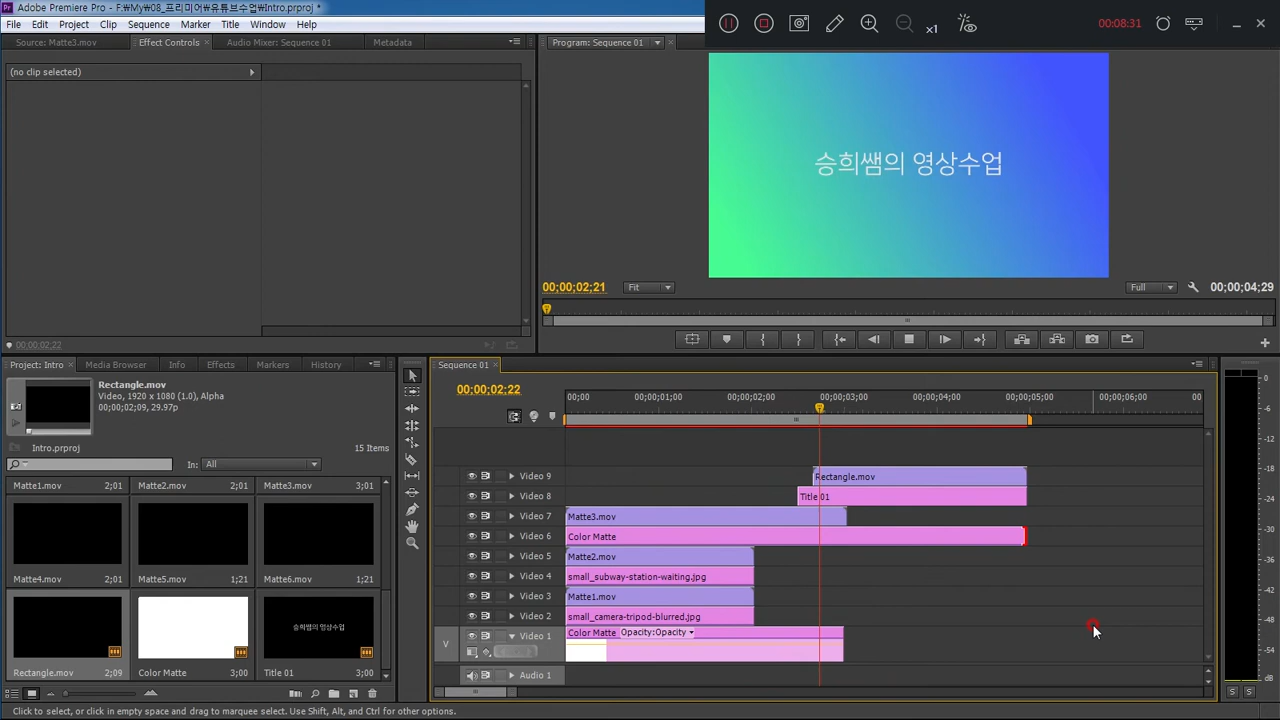 Adobe Premiere Pro - F:₩My₩08_프리미어₩유튜브수업₩Intro.prproj *
File Edit Project Clip Sequence Marker Title Window Help
x1
00:08:31
Source: Matte3.mov Effect Controls × Audio Mixer: Sequence 01 Metadata
Program: Sequence 01 ×
(no clip selected)
승희쌤의 영상수업
00;00;02;21 Fit Full 00;00;04;29
00;00;02;22
Project: Intro × Media Browser Info Effects Markers History
Sequence 01 ×
Rectangle.mov
Video, 1920 x 1080 (1.0), Alpha
00;00;02;09, 29.97p
Intro.prproj 15 Items
In: All
00;00;02;22
00;00 00;00;01;00 00;00;02;00 00;00;03;00 00;00;04;00 00;00;05;00 00;00;06;00 00
Matte1.mov 2;01 Matte2.mov 2;01 Matte3.mov 3;01
Matte4.mov 2;01 Matte5.mov 1;21 Matte6.mov 1;21
승희쌤의 영상수업
Rectangle.mov 2;09 Color Matte 3;00 Title 01 3;00
Video 9 Rectangle.mov
Video 8 Title 01
Video 7 Matte3.mov
Video 6 Color Matte
Video 5 Matte2.mov
Video 4 small_subway-station-waiting.jpg
Video 3 Matte1.mov
Video 2 small_camera-tripod-blurred.jpg
V Video 1 Color Matte Opacity:Opacity
Audio 1
0
-6
-12
-18
-24
-30
-36
-42
-48
-54
dB
S S
Click to select, or click in empty space and drag to marquee select. Use Shift, Alt, and Ctrl for other options.